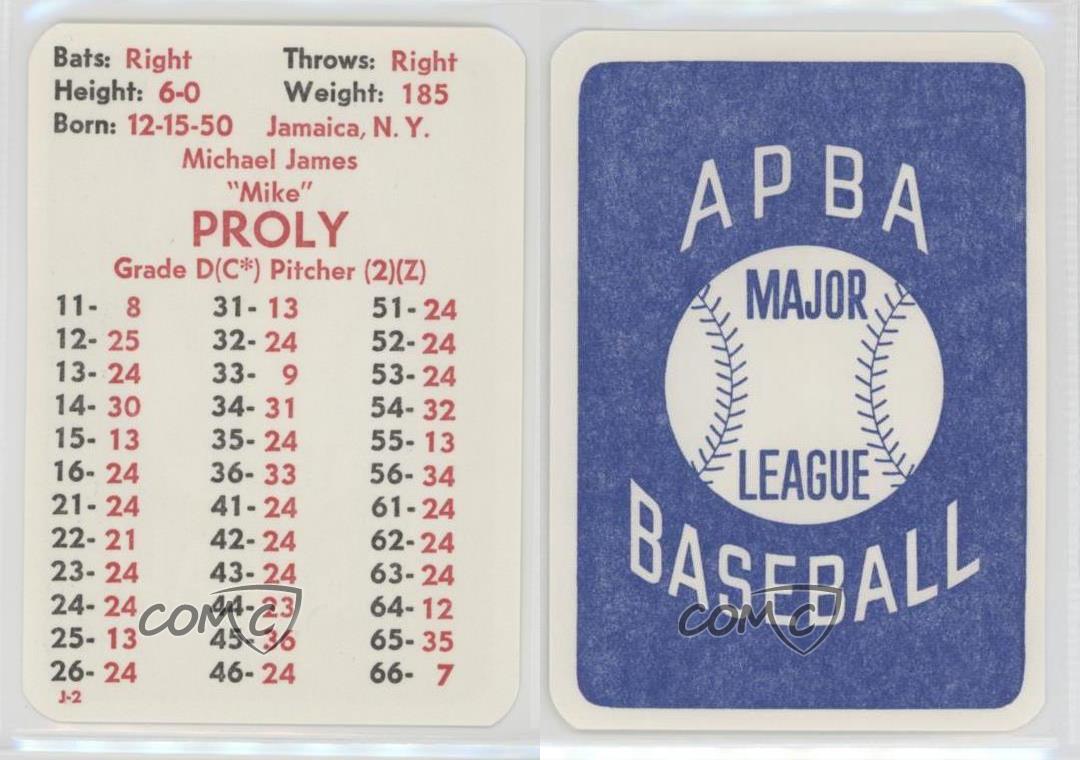 Bats: Right Throws: Right
Height: 6-0 Weight: 185
Born: 12-15-50 Jamaica, N. Y.
Michael James
"Mike"
PROLY
Grade D(C*) Pitcher (2)(Z)
11- 8 31- 13 51- 24
12- 25 32- 24 52- 24
13- 24 33- 9 53- 24
14- 30 34- 31 54- 32
15- 13 35- 24 55- 13
16- 24 36- 33 56- 34
21- 24 41- 24 61- 24
22- 21 42- 24 62- 24
23- 24 43- 24 63- 24
24- 24 44- 23 64- 12
25- 13 45- 36 65- 35
26- 24 46- 24 66- 7
J-2
COMC
APBA
MAJOR
LEAGUE
BASEBALL
COMC